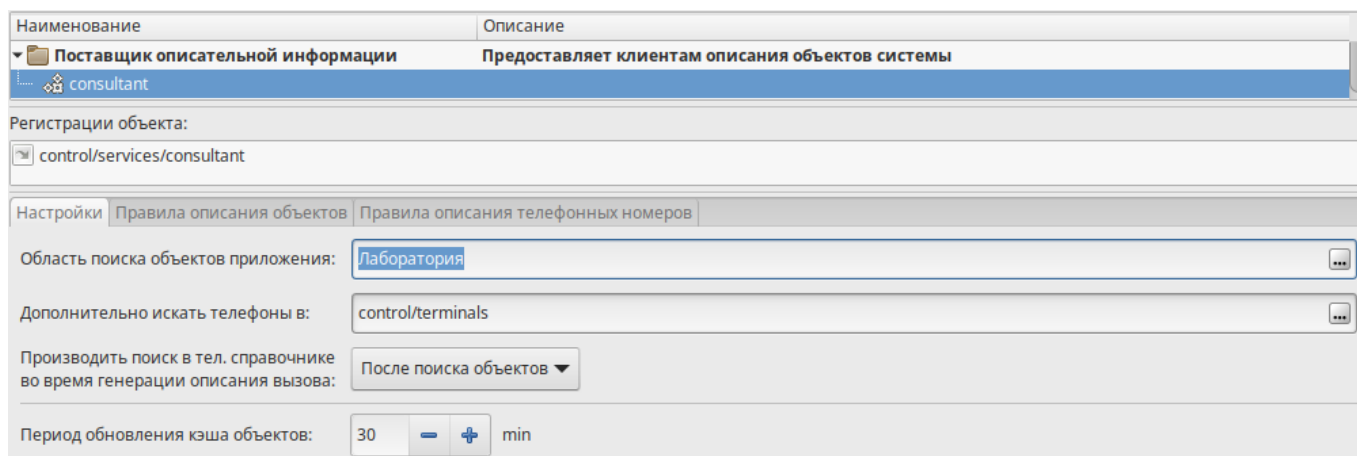 Наименование Описание
Поставщик описательной информации Предоставляет клиентам описания объектов системы
consultant
Регистрации объекта:
control/services/consultant
Настройки Правила описания объектов Правила описания телефонных номеров
Область поиска объектов приложения: Лаборатория ...
Дополнительно искать телефоны в: control/terminals ...
Производить поиск в тел. справочнике
во время генерации описания вызова: После поиска объектов
Период обновления кэша объектов: 30 min